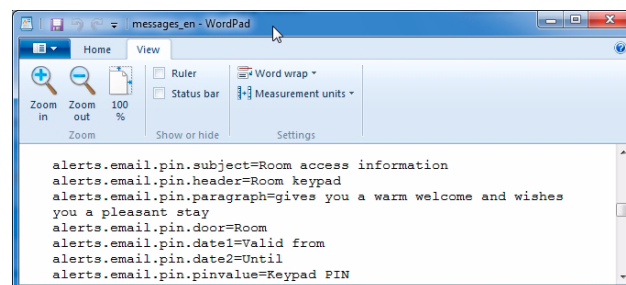 messages_en - WordPad
Home View
Ruler
Word wrap
Status bar
Measurement units
Zoom in
Zoom out
100 %
Zoom
Show or hide
Settings
alerts.email.pin.subject=Room access information
alerts.email.pin.header=Room keypad
alerts.email.pin.paragraph=gives you a warm welcome and wishes
you a pleasant stay
alerts.email.pin.door=Room
alerts.email.pin.date1=Valid from
alerts.email.pin.date2=Until
alerts.email.pin.pinvalue=Keypad PIN